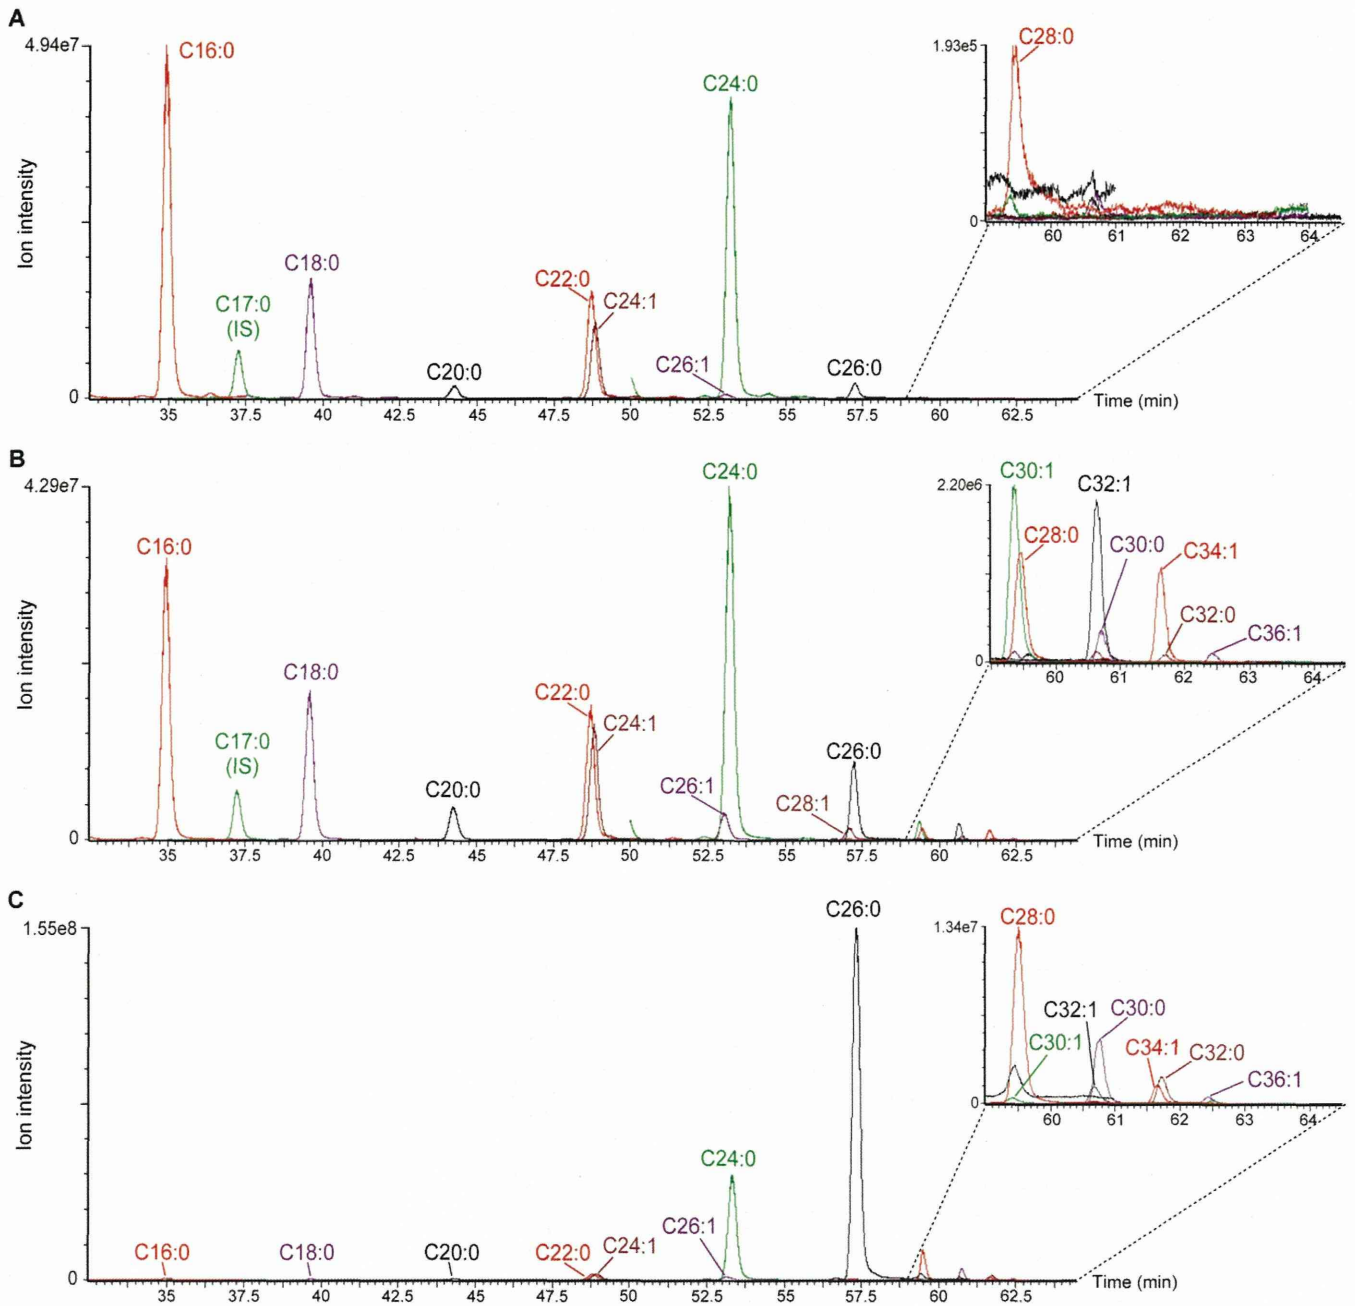 A
4.94e7
C16:0
C28:0
1.93e5
C24:0
Ion intensity
C18:0
C17:0
(IS)
C22:0
C24:1
0
60 61 62 63 64
C20:0
C26:1
C26:0
0
35 37.5 40 42.5 45 47.5 50 52.5 55 57.5 60 62.5
Time (min)
B
4.29e7
C24:0
C30:1
2.20e6
C32:1
C16:0
C28:0
C30:0
C34:1
Ion intensity
C32:0
C36:1
C18:0
0
60 61 62 63 64
C22:0
C24:1
C17:0
(IS)
C26:0
C20:0
C26:1
C28:1
0
35 37.5 40 42.5 45 47.5 50 52.5 55 57.5 60 62.5
Time (min)
C
1.55e8
C26:0
C28:0
1.34e7
C32:1
C30:0
C30:1
C34:1
C32:0
C36:1
Ion intensity
0
60 61 62 63 64
C24:0
C26:1
C16:0
C18:0
C20:0
C22:0
C24:1
0
35 37.5 40 42.5 45 47.5 50 52.5 55 57.5 60 62.5
Time (min)